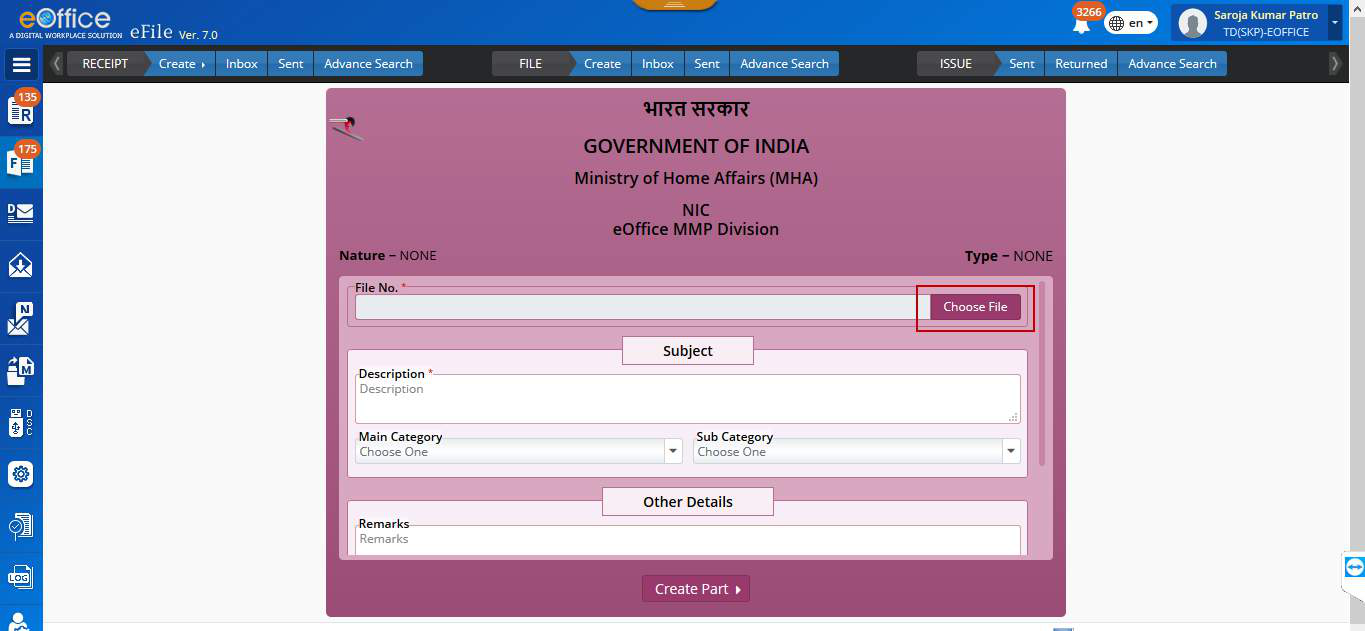 eOffice
A DIGITAL WORKPLACE SOLUTION
eFile Ver. 7.0
3266
en
Saroja Kumar Patro
TD(SKP)-EOFFICE
RECEIPT Create Inbox Sent Advance Search
FILE Create Inbox Sent Advance Search
ISSUE Sent Returned Advance Search
135
R
175
F
D
N
M
DSC
LOG
भारत सरकार
GOVERNMENT OF INDIA
Ministry of Home Affairs (MHA)
NIC
eOffice MMP Division
Nature – NONE
Type – NONE
File No. *
Choose File
Subject
Description *
Description
Main Category
Choose One
Sub Category
Choose One
Other Details
Remarks
Remarks
Create Part